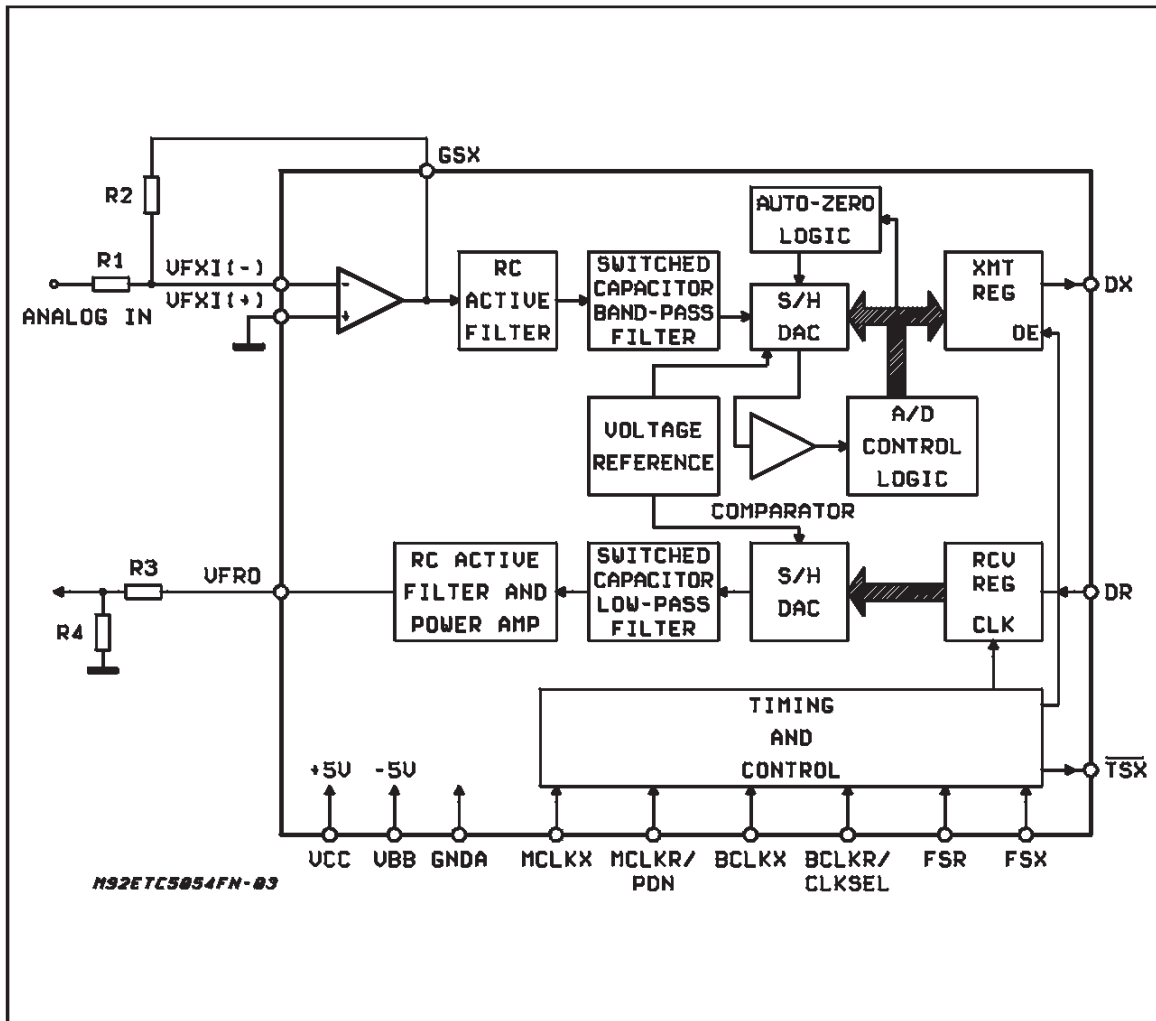 GSX
R2
R1
VFXI(-)
VFXI(+)
ANALOG IN
-
+
RC
ACTIVE
FILTER
SWITCHED
CAPACITOR
BAND-PASS
FILTER
AUTO-ZERO
LOGIC
S/H
DAC
XMT
REG
OE
DX
VOLTAGE
REFERENCE
COMPARATOR
A/D
CONTROL
LOGIC
R3
R4
VFRO
RC ACTIVE
FILTER AND
POWER AMP
SWITCHED
CAPACITOR
LOW-PASS
FILTER
S/H
DAC
RCV
REG
CLK
DR
TIMING
AND
CONTROL
TSX
+5V
-5V
VCC
VBB
GNDA
MCLKX
MCLKR/
PDN
BCLKX
BCLKR/
CLKSEL
FSR
FSX
M92ETC5054FN-03